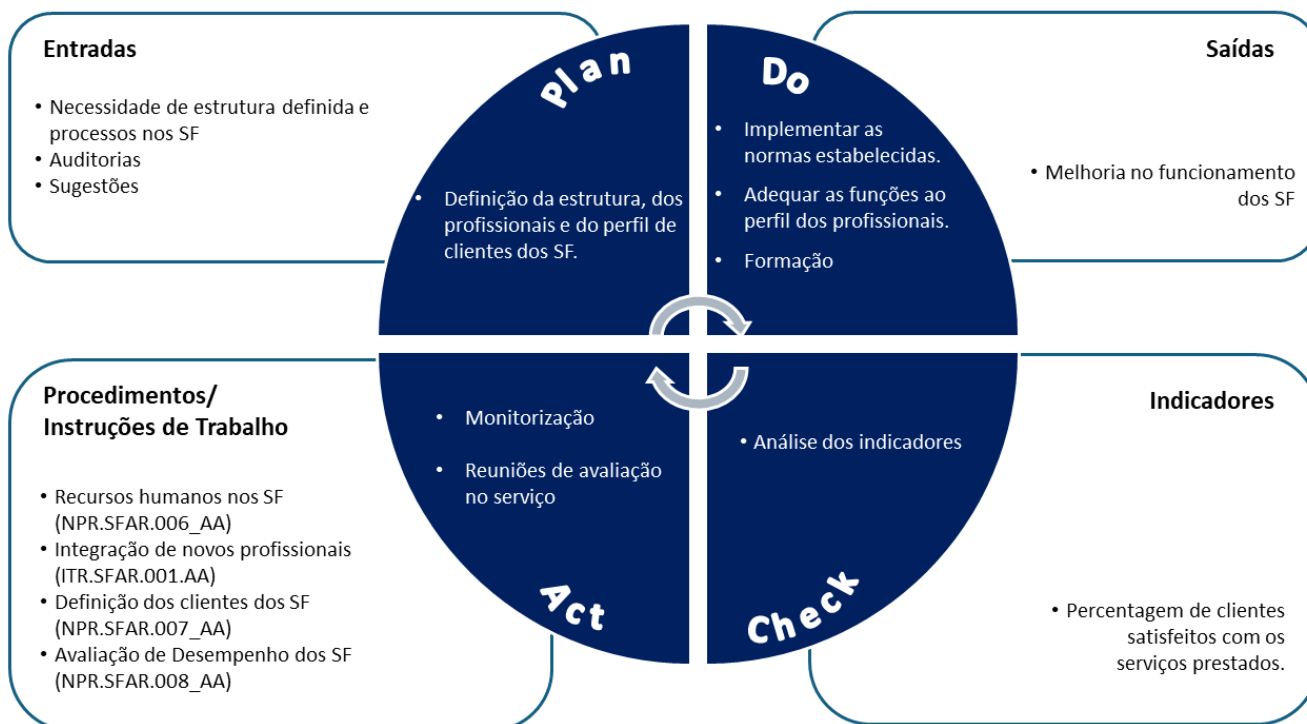 Entradas
• Necessidade de estrutura definida e
processos nos SF
• Auditorias
• Sugestões
Plan
• Definição da estrutura, dos
profissionais e do perfil de
clientes dos SF.
Do
• Implementar as
normas estabelecidas.
• Adequar as funções ao
perfil dos profissionais.
• Formação
Saídas
• Melhoria no funcionamento
dos SF
Procedimentos/
Instruções de Trabalho
• Recursos humanos nos SF
(NPR.SFAR.006_AA)
• Integração de novos profissionais
(ITR.SFAR.001.AA)
• Definição dos clientes dos SF
(NPR.SFAR.007_AA)
• Avaliação de Desempenho dos SF
(NPR.SFAR.008_AA)
• Monitorização
• Reuniões de avaliação
no serviço
Act
• Análise dos indicadores
Check
Indicadores
• Percentagem de clientes
satisfeitos com os
serviços prestados.